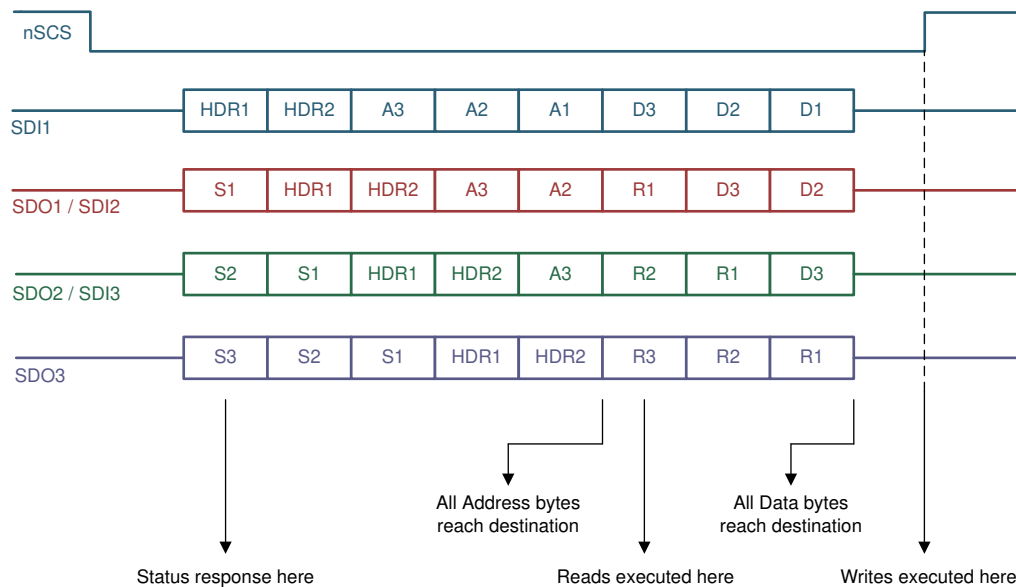 nSCS
HDR1 HDR2 A3 A2 A1 D3 D2 D1
SDI1
S1 HDR1 HDR2 A3 A2 R1 D3 D2
SDO1 / SDI2
S2 S1 HDR1 HDR2 A3 R2 R1 D3
SDO2 / SDI3
S3 S2 S1 HDR1 HDR2 R3 R2 R1
SDO3
All Address bytes
reach destination
All Data bytes
reach destination
Status response here
Reads executed here
Writes executed here